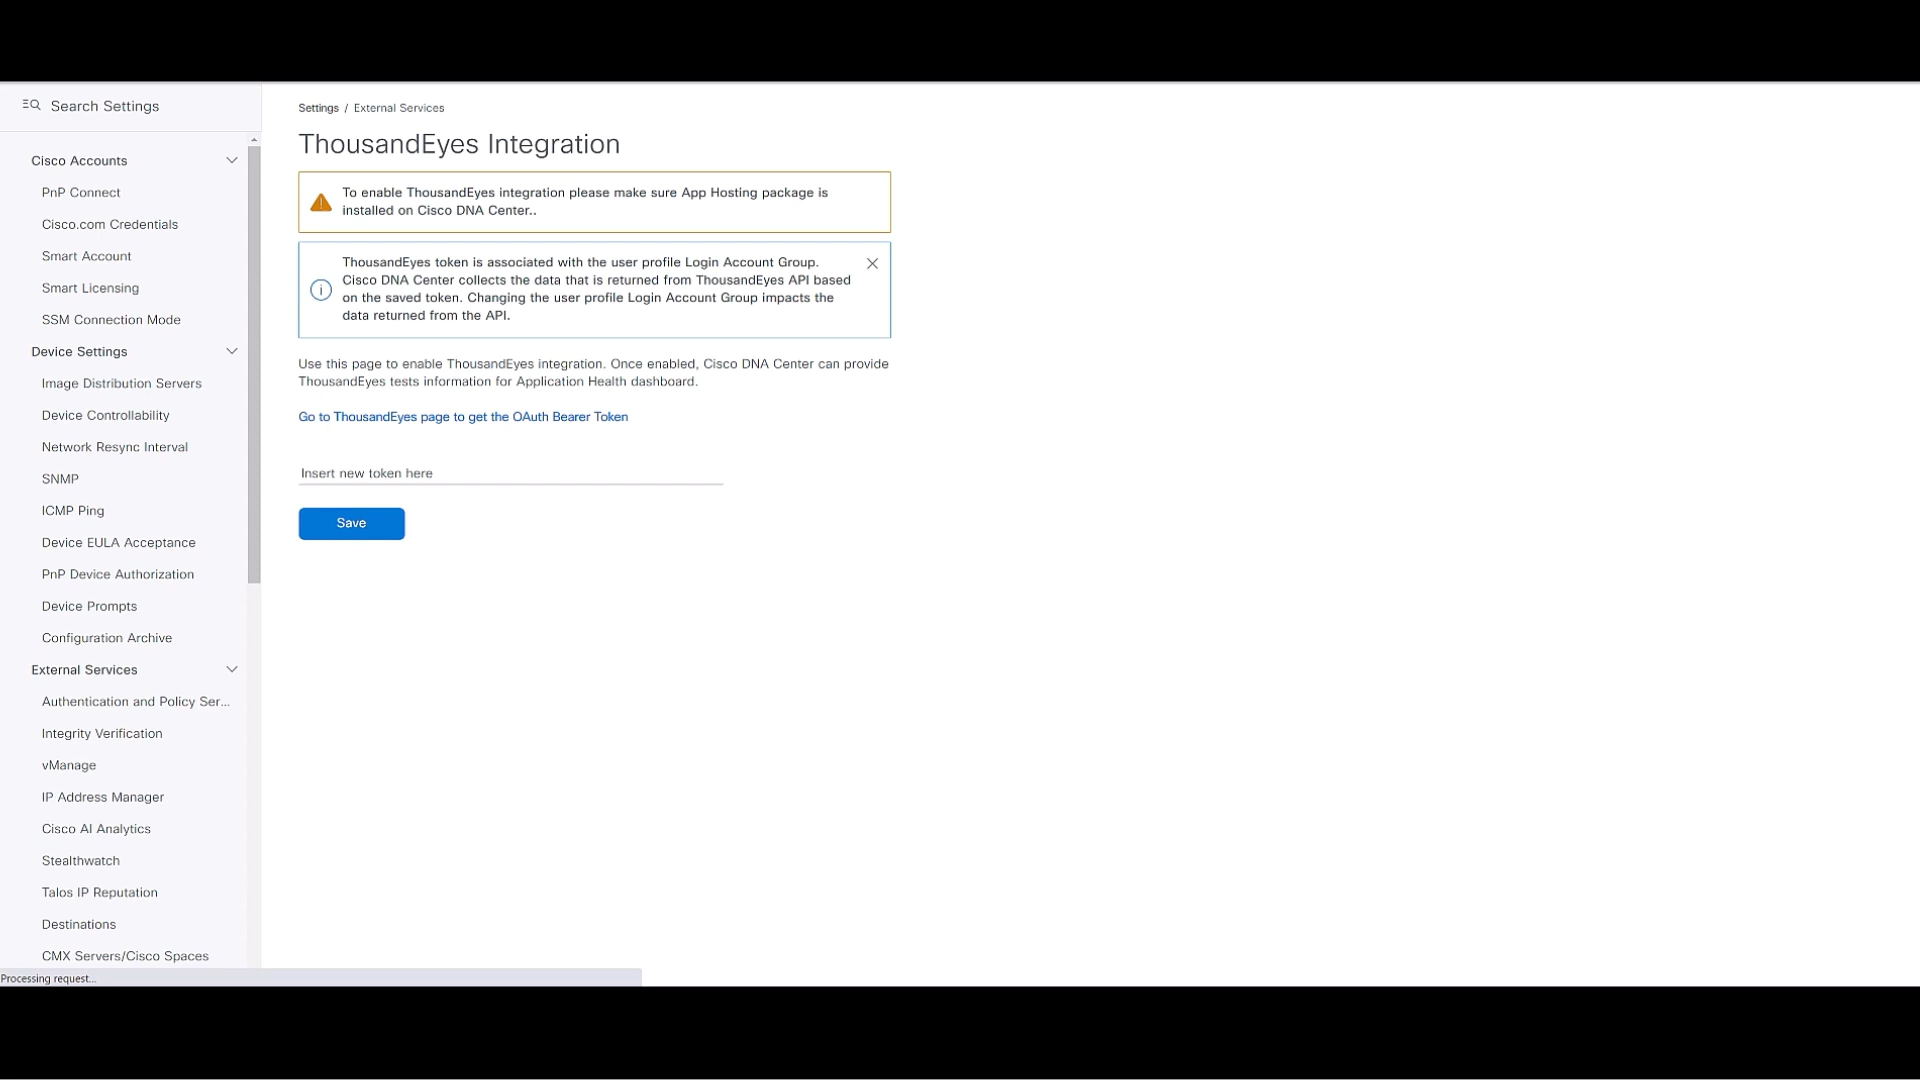 Search Settings
Cisco Accounts
PnP Connect
Cisco.com Credentials
Smart Account
Smart Licensing
SSM Connection Mode
Device Settings
Image Distribution Servers
Device Controllability
Network Resync Interval
SNMP
ICMP Ping
Device EULA Acceptance
PnP Device Authorization
Device Prompts
Configuration Archive
External Services
Authentication and Policy Ser...
Integrity Verification
vManage
IP Address Manager
Cisco AI Analytics
Stealthwatch
Talos IP Reputation
Destinations
CMX Servers/Cisco Spaces
Processing request...
Settings / External Services
ThousandEyes Integration
To enable ThousandEyes integration please make sure App Hosting package is
installed on Cisco DNA Center..
ThousandEyes token is associated with the user profile Login Account Group.
Cisco DNA Center collects the data that is returned from ThousandEyes API based
on the saved token. Changing the user profile Login Account Group impacts the
data returned from the API.
Use this page to enable ThousandEyes integration. Once enabled, Cisco DNA Center can provide
ThousandEyes tests information for Application Health dashboard.
Go to ThousandEyes page to get the OAuth Bearer Token
Insert new token here
Save